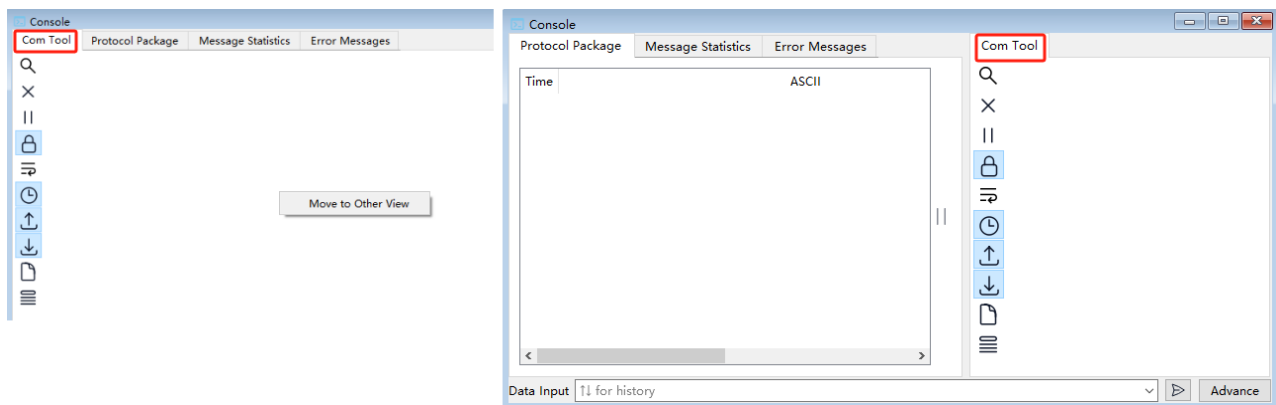 Console
Com Tool Protocol Package Message Statistics Error Messages
Move to Other View
Console
Protocol Package Message Statistics Error Messages
Com Tool
Time ASCII
Data Input ↑↓ for history Advance